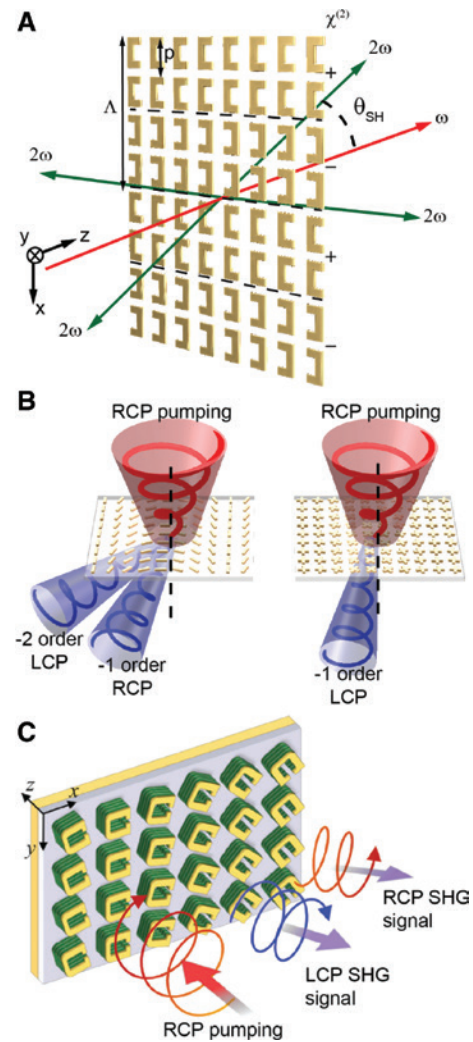 A
χ(2)
2ω
p
+
θSH
Λ
ω
−
2ω
2ω
y
z
x
+
2ω
−
B
RCP pumping
RCP pumping
-2 order
LCP
-1 order
RCP
-1 order
LCP
C
z
x
y
RCP SHG
signal
LCP SHG
signal
RCP pumping